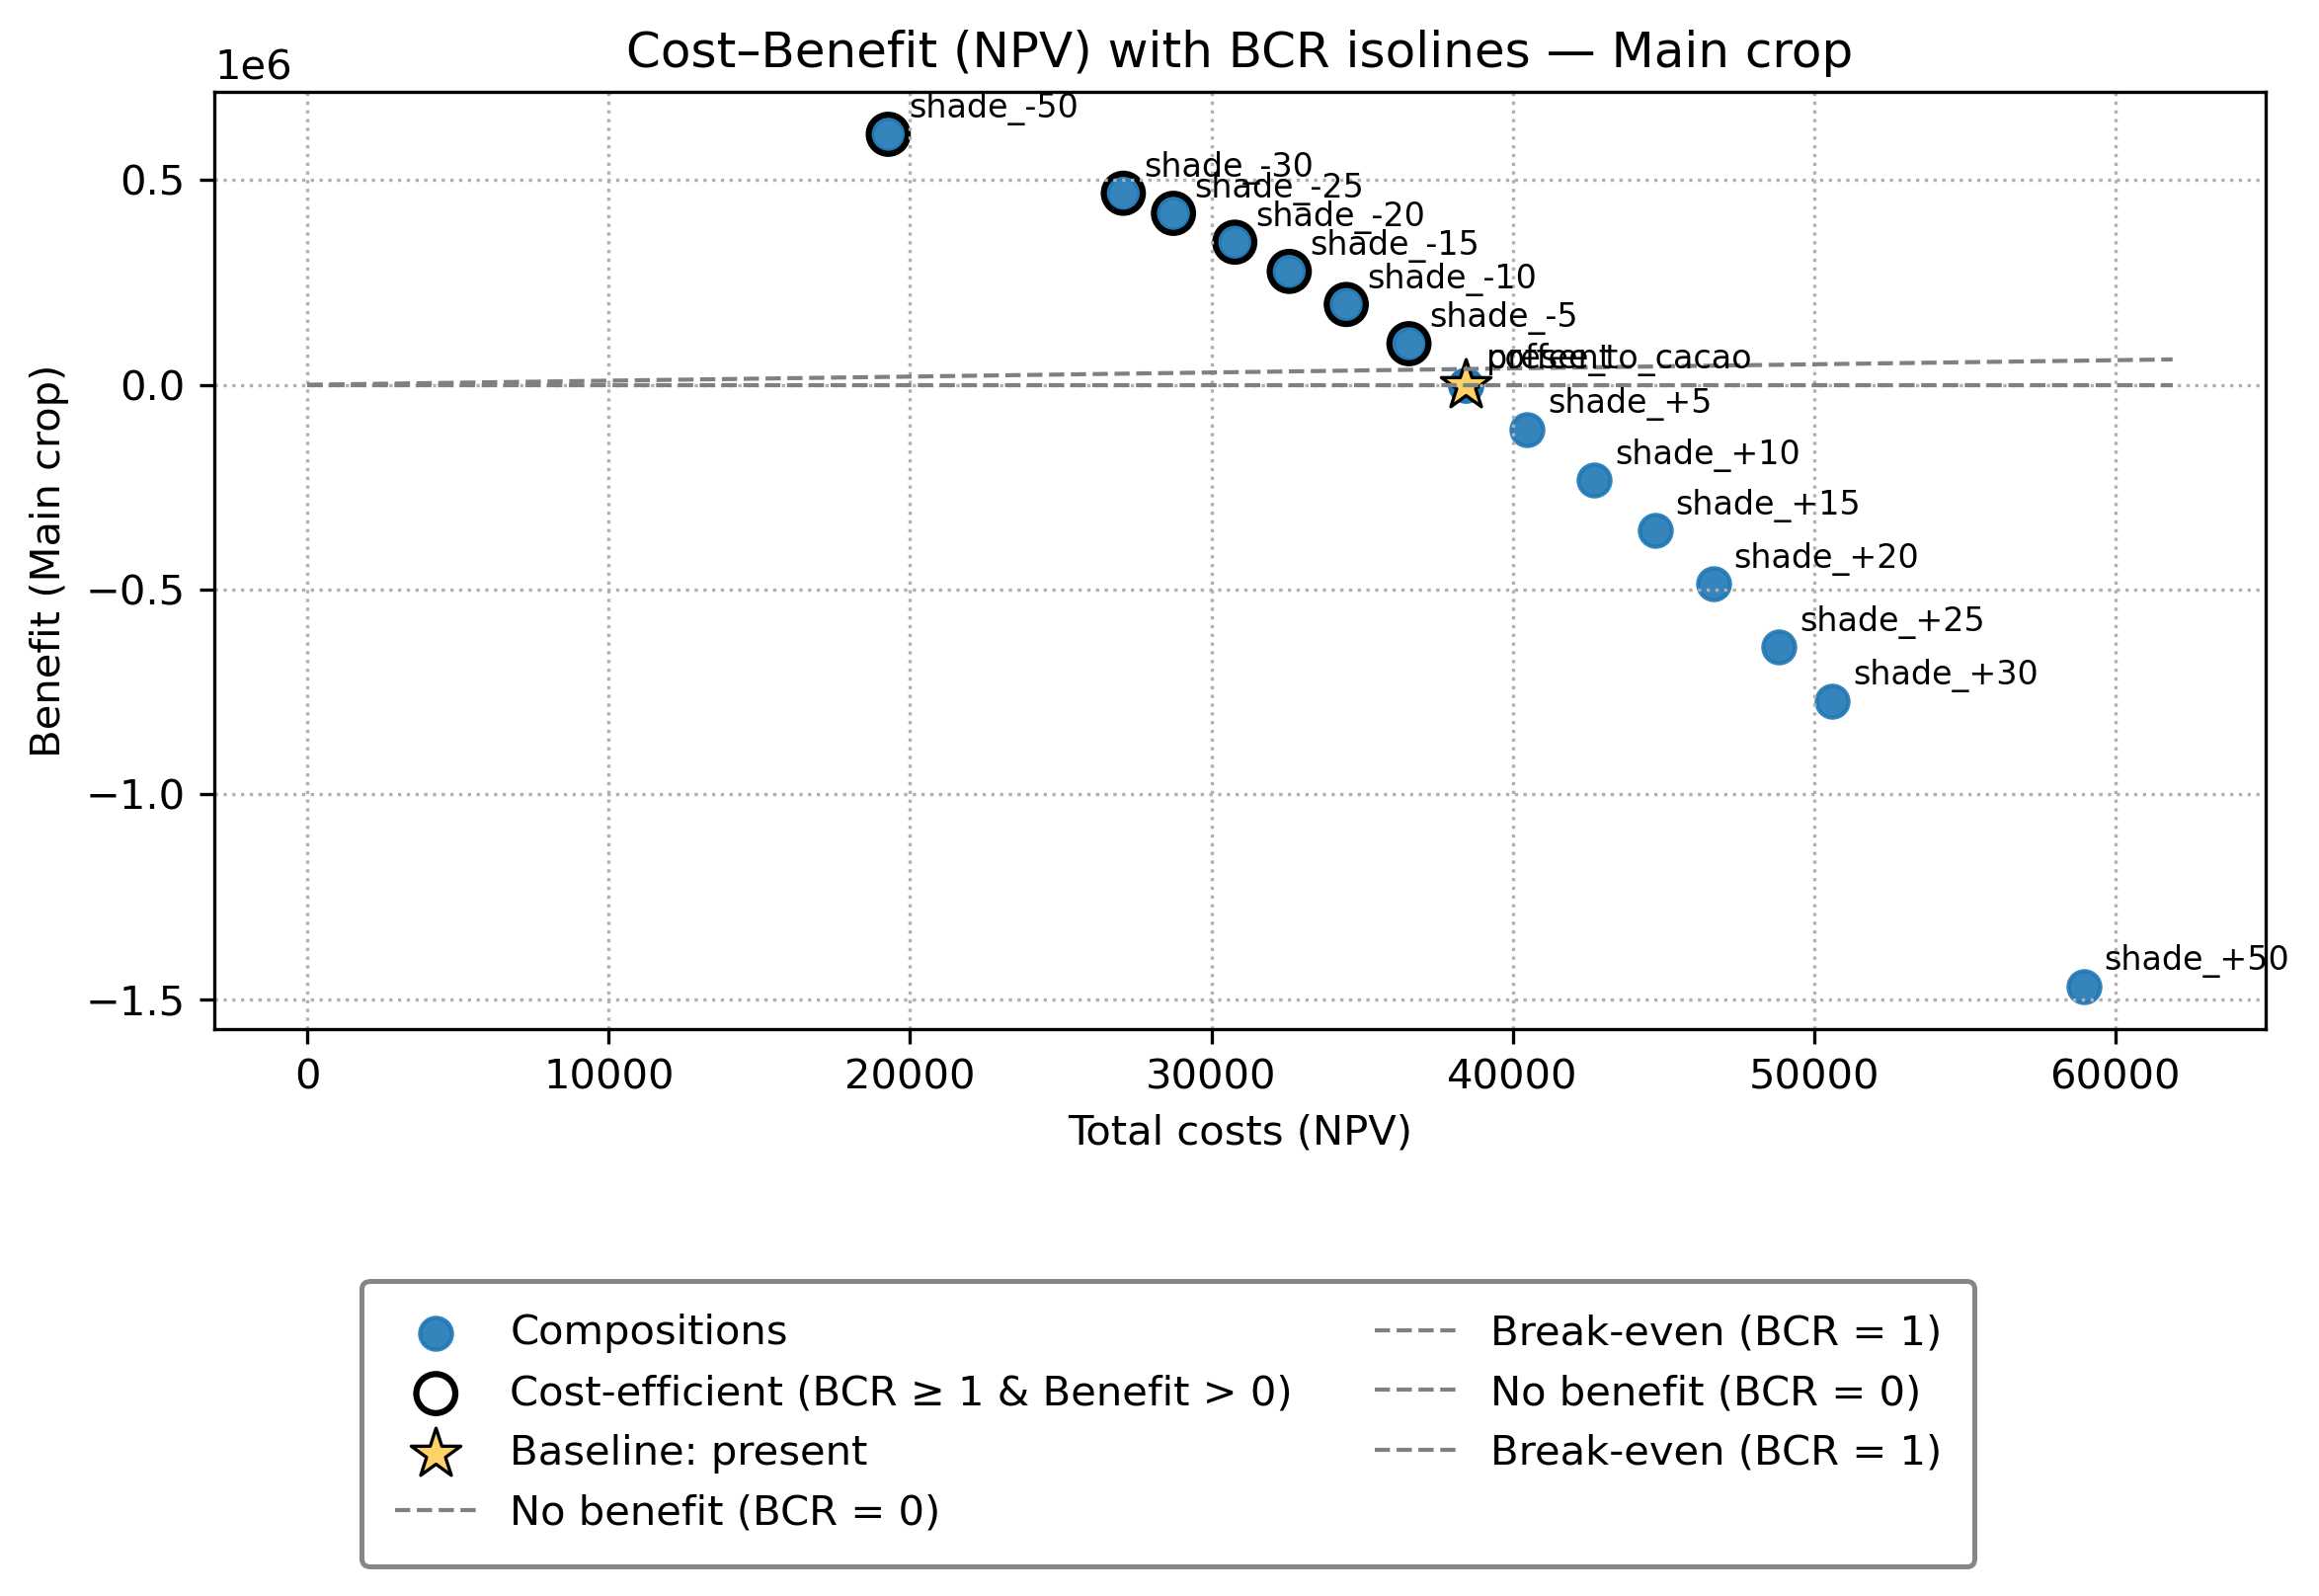 Cost–Benefit (NPV) with BCR isolines — Main crop
1e6
shade_-50
shade_-30
shade_-25
shade_-20
shade_-15
shade_-10
shade_-5
present
coffee_to_cacao
shade_+5
shade_+10
shade_+15
shade_+20
shade_+25
shade_+30
shade_+50
0.5
0.0
−0.5
−1.0
−1.5
Benefit (Main crop)
0 10000 20000 30000 40000 50000 60000
Total costs (NPV)
Compositions
Cost-efficient (BCR ≥ 1 & Benefit > 0)
Baseline: present
No benefit (BCR = 0)
Break-even (BCR = 1)
No benefit (BCR = 0)
Break-even (BCR = 1)